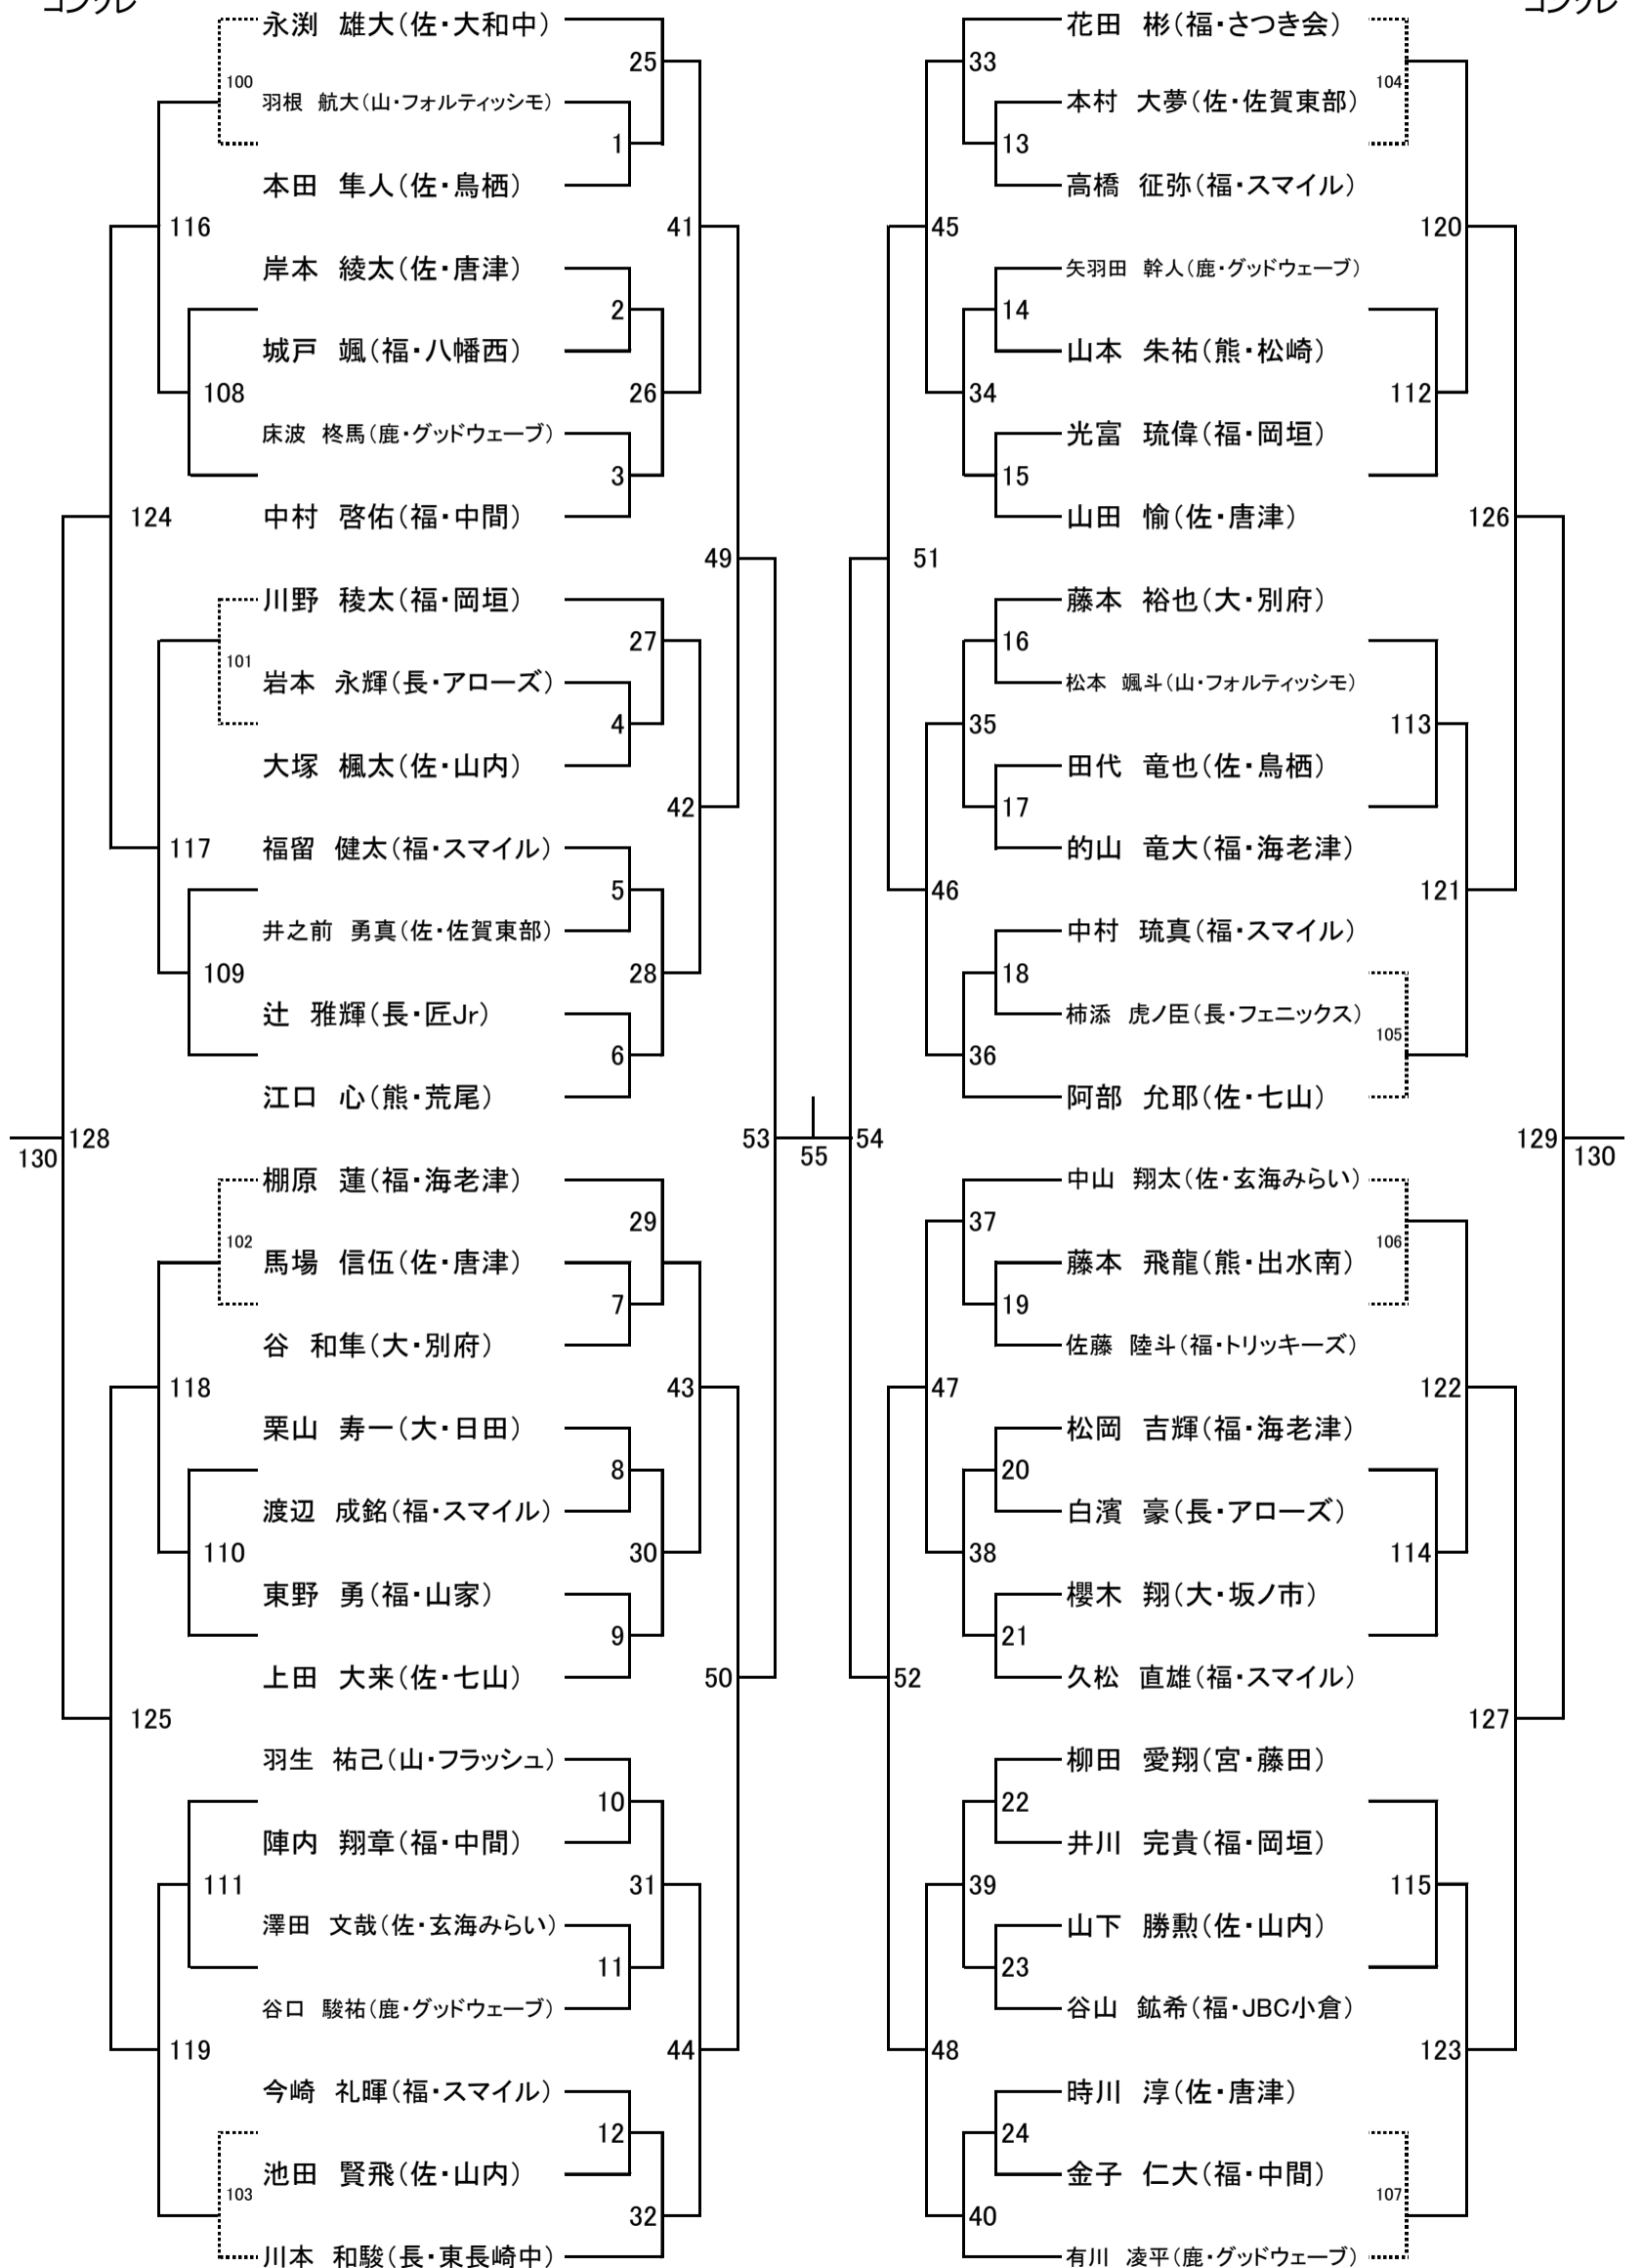 コンソレ
コンソレ
永渕 雄大(佐・大和中)
25
100
羽根 航大(山・フォルティッシモ)
1
本田 隼人(佐・鳥栖)
116
41
岸本 綾太(佐・唐津)
2
城戸 颯(福・八幡西)
108
26
床波 柊馬(鹿・グッドウェーブ)
3
中村 啓佑(福・中間)
124
49
川野 稜太(福・岡垣)
27
101
岩本 永輝(長・アローズ)
4
大塚 楓太(佐・山内)
42
117
福留 健太(福・スマイル)
5
井之前 勇真(佐・佐賀東部)
109
28
辻 雅輝(長・匠Jr)
6
江口 心(熊・荒尾)
128
130
53
55
棚原 蓮(福・海老津)
29
102
馬場 信伍(佐・唐津)
7
谷 和隼(大・別府)
118
43
栗山 寿一(大・日田)
8
渡辺 成銘(福・スマイル)
110
30
東野 勇(福・山家)
9
上田 大来(佐・七山)
50
125
羽生 祐己(山・フラッシュ)
10
陣内 翔章(福・中間)
111
31
澤田 文哉(佐・玄海みらい)
11
谷口 駿祐(鹿・グッドウェーブ)
119
44
今崎 礼暉(福・スマイル)
12
池田 賢飛(佐・山内)
103
32
川本 和駿(長・東長崎中)
花田 彬(福・さつき会)
33
104
本村 大夢(佐・佐賀東部)
13
高橋 征弥(福・スマイル)
45
120
矢羽田 幹人(鹿・グッドウェーブ)
14
山本 朱祐(熊・松崎)
34
112
光富 琉偉(福・岡垣)
15
山田 愉(佐・唐津)
126
51
藤本 裕也(大・別府)
16
松本 颯斗(山・フォルティッシモ)
35
113
田代 竜也(佐・鳥栖)
17
的山 竜大(福・海老津)
46
121
中村 琉真(福・スマイル)
18
柿添 虎ノ臣(長・フェニックス)
105
36
阿部 允耶(佐・七山)
54
129
130
中山 翔太(佐・玄海みらい)
37
106
藤本 飛龍(熊・出水南)
19
佐藤 陸斗(福・トリッキーズ)
47
122
松岡 吉輝(福・海老津)
20
白濱 豪(長・アローズ)
38
114
櫻木 翔(大・坂ノ市)
21
久松 直雄(福・スマイル)
52
127
柳田 愛翔(宮・藤田)
22
井川 完貴(福・岡垣)
39
115
山下 勝勲(佐・山内)
23
谷山 鉱希(福・JBC小倉)
48
123
時川 淳(佐・唐津)
24
金子 仁大(福・中間)
107
40
有川 凌平(鹿・グッドウェーブ)